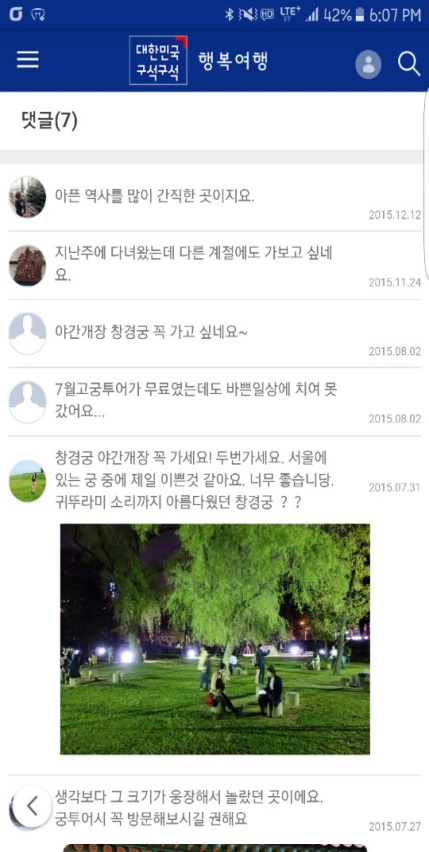 LTE+ 42% 6:07 PM
대한민국
구석구석
행복여행
댓글(7)
아픈 역사를 많이 간직한 곳이지요.
2015.12.12
지난주에 다녀왔는데 다른 계절에도 가보고 싶네
요.
2015.11.24
야간개장 창경궁 꼭 가고 싶네요~
2015.08.02
7월고궁투어가 무료였는데도 바쁜일상에 치여 못
갔어요...
2015.08.02
창경궁 야간개장 꼭 가세요! 두번가세요. 서울에
있는 궁 중에 제일 이쁜것 같아요. 너무 좋습니당.
귀뚜라미 소리까지 아름다웠던 창경궁 ? ?
2015.07.31
생각보다 그 크기가 웅장해서 놀랐던 곳이에요.
궁투어시 꼭 방문해보시길 권해요
2015.07.27